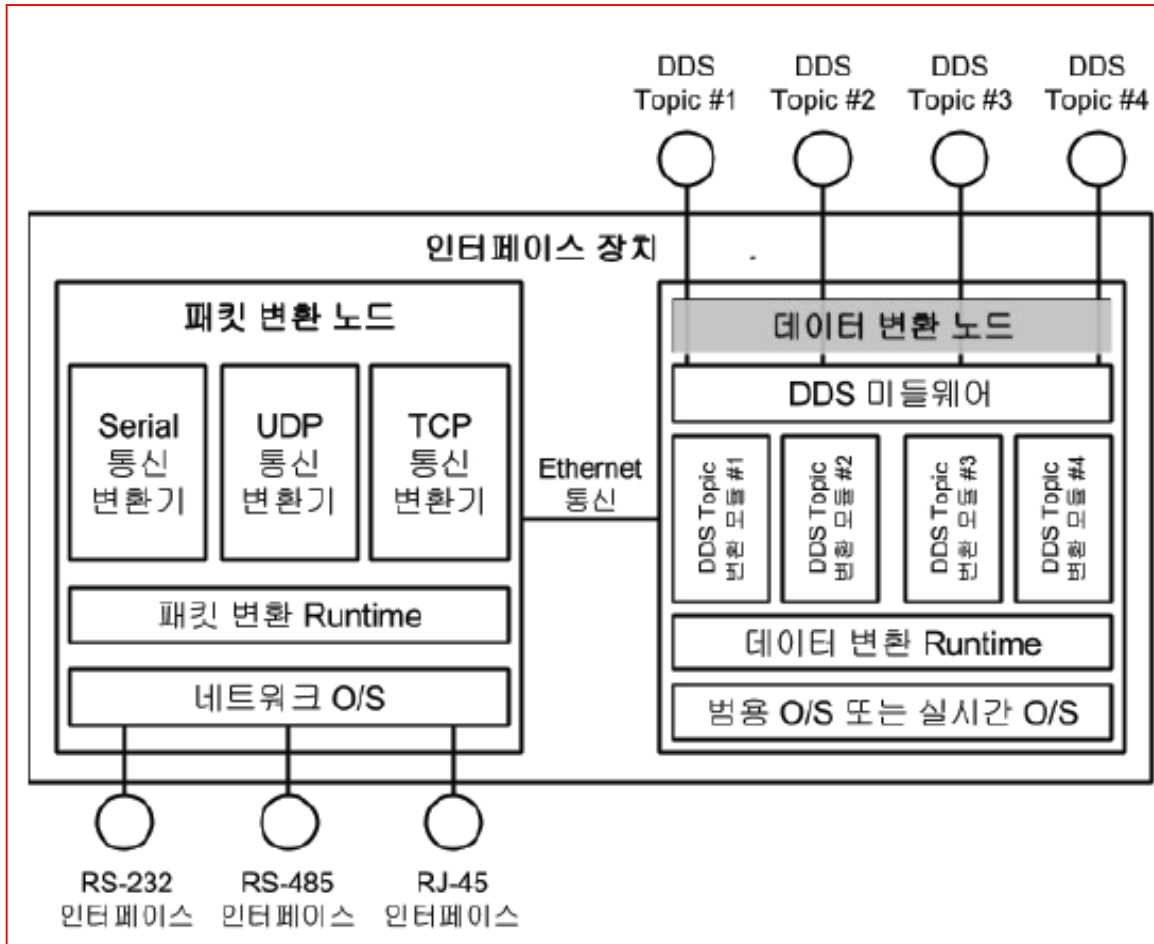 DDS
Topic #1
DDS
Topic #2
DDS
Topic #3
DDS
Topic #4
인터페이스 장치
패킷 변환 노드
Serial
통신
변환기
UDP
통신
변환기
TCP
통신
변환기
패킷 변환 Runtime
네트워크 O/S
Ethernet
통신
데이터 변환 노드
DDS 미들웨어
DDS Topic
변환 모듈 #1
DDS Topic
변환 모듈 #2
DDS Topic
변환 모듈 #3
DDS Topic
변환 모듈 #4
데이터 변환 Runtime
범용 O/S 또는 실시간 O/S
RS-232
인터페이스
RS-485
인터페이스
RJ-45
인터페이스